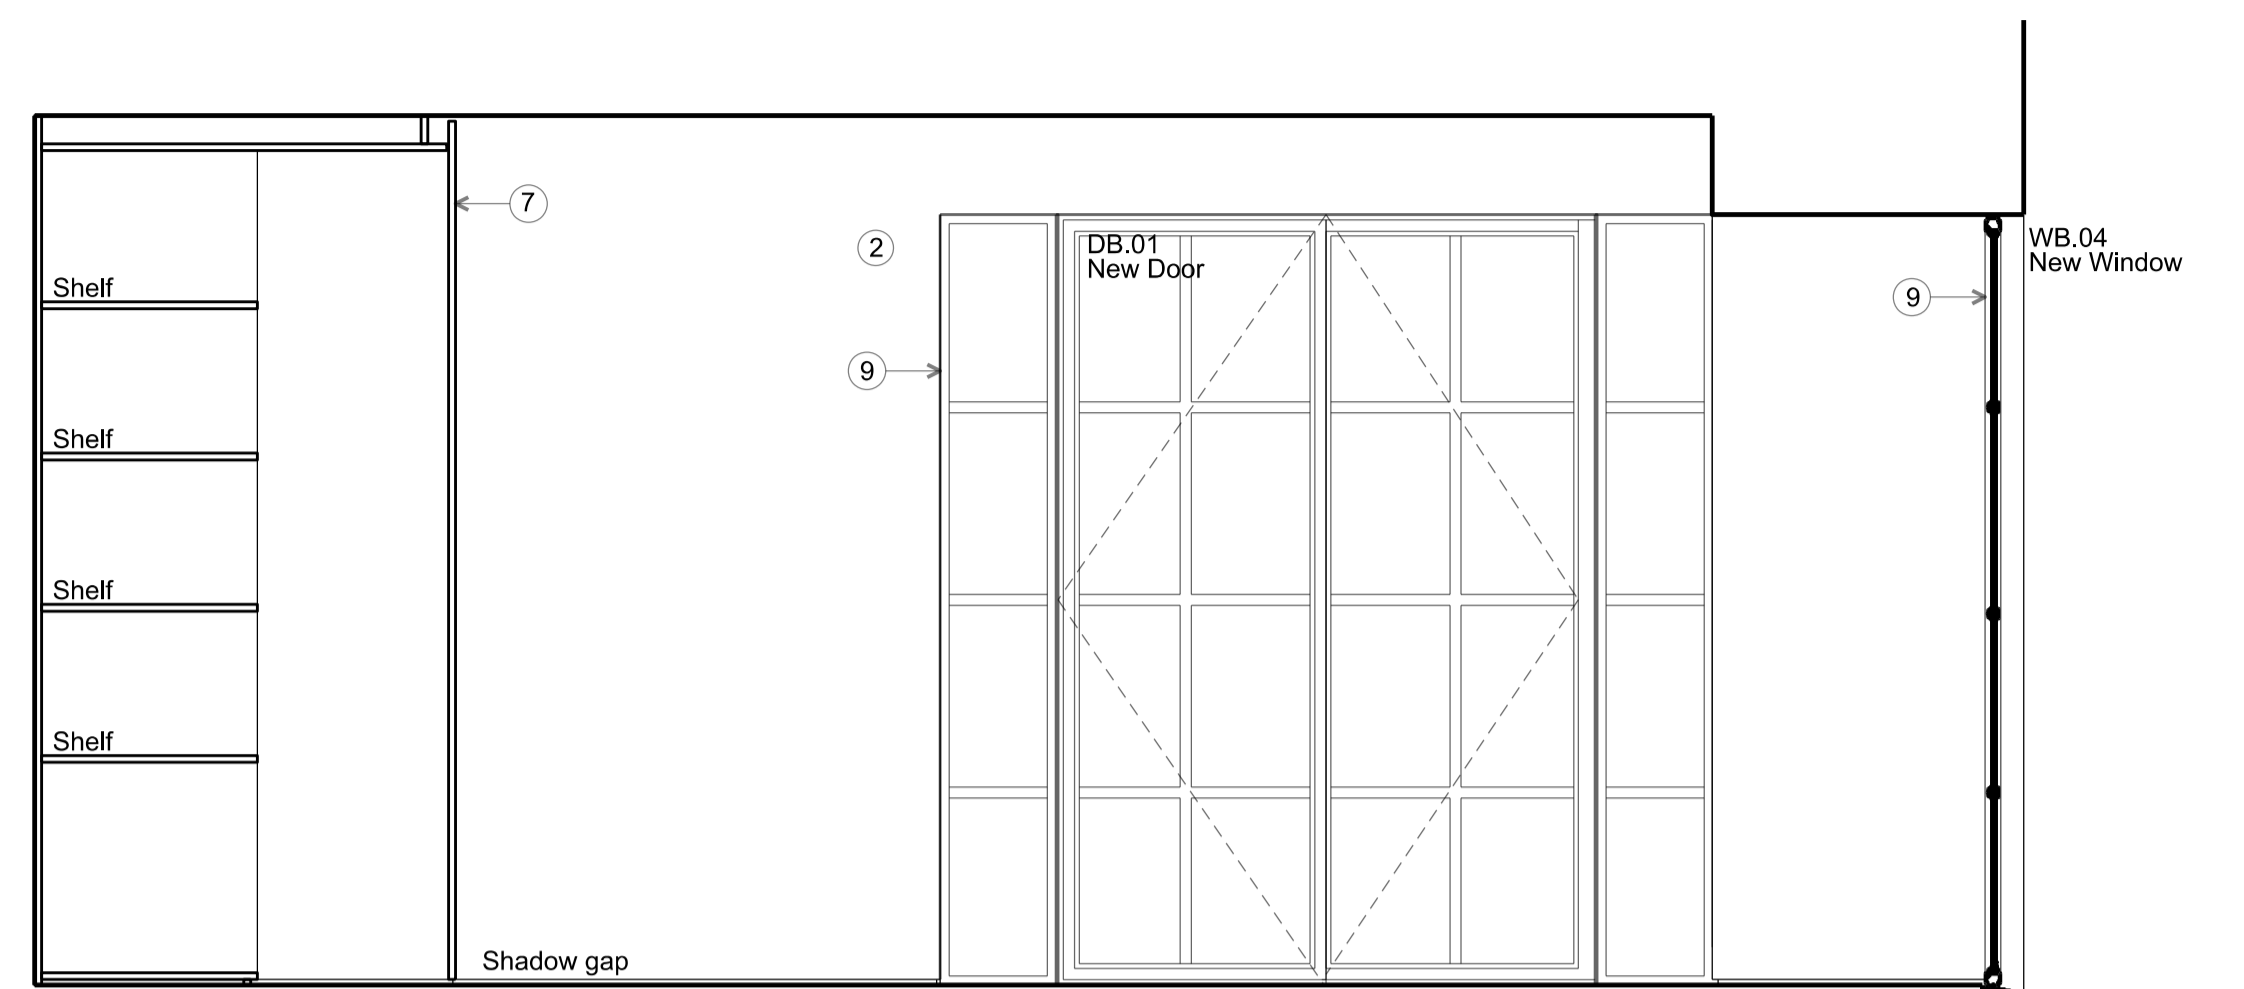 7
2
DB.01
New Door
WB.04
New Window
Shelf
9
9
Shelf
Shelf
Shelf
Shadow gap